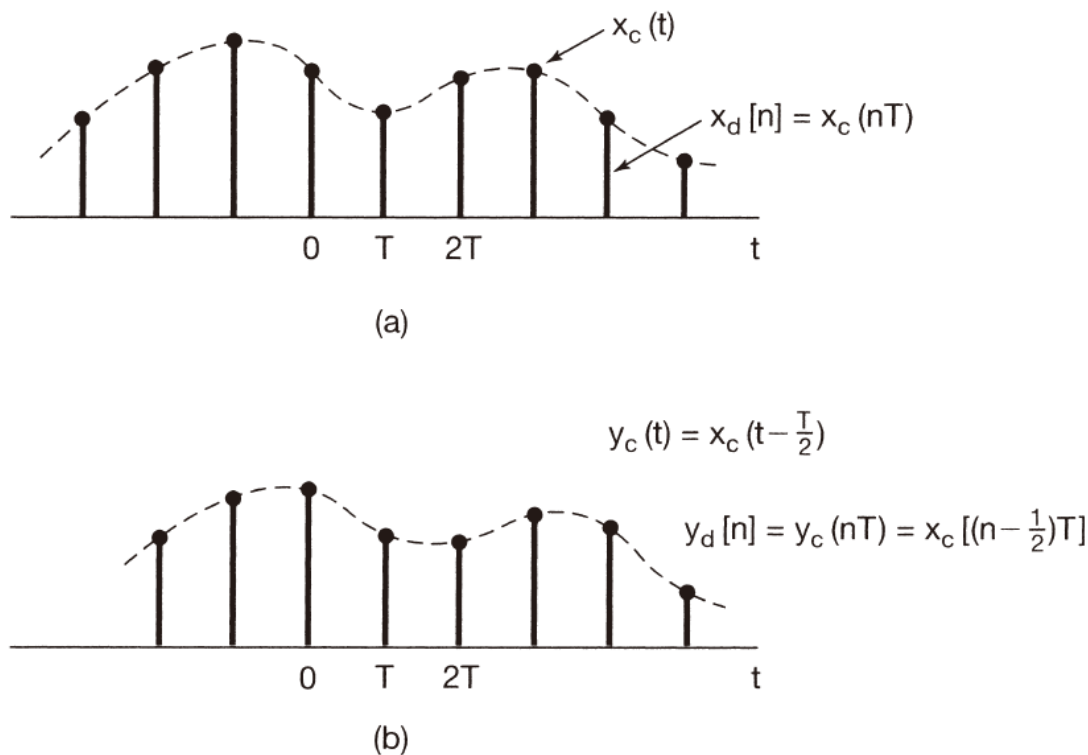 x_c (t)
x_d [n] = x_c (nT)
0 T 2T t
(a)
y_c (t) = x_c (t − T/2)
y_d [n] = y_c (nT) = x_c [(n − 1/2)T]
0 T 2T t
(b)